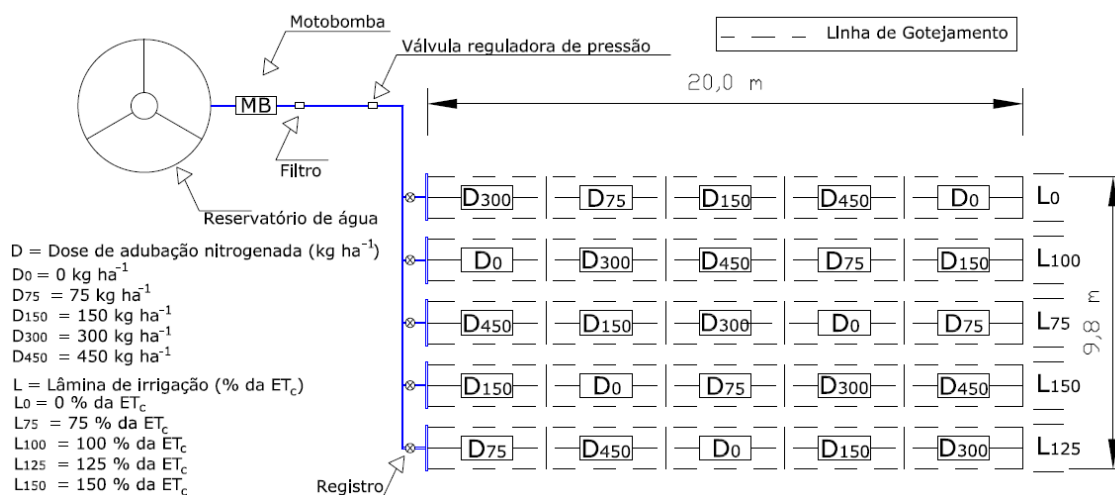 Motobomba
Válvula reguladora de pressão
Linha de Gotejamento
20,0 m
MB
Filtro
Reservatório de água
D300 D75 D150 D450 D0 L0
D0 D300 D450 D75 D150 L100
D450 D150 D300 D0 D75 L75
D150 D0 D75 D300 D450 L150
D75 D450 D0 D150 D300 L125
9,8 m
D = Dose de adubação nitrogenada (kg ha⁻¹)
D0 = 0 kg ha⁻¹
D75 = 75 kg ha⁻¹
D150 = 150 kg ha⁻¹
D300 = 300 kg ha⁻¹
D450 = 450 kg ha⁻¹
L = Lâmina de irrigação (% da ETc)
L0 = 0 % da ETc
L75 = 75 % da ETc
L100 = 100 % da ETc
L125 = 125 % da ETc
L150 = 150 % da ETc
Registro